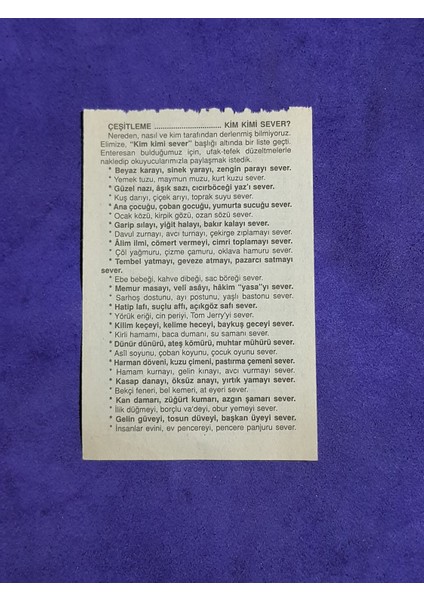 ÇEŞİTLEME ................................ KİM KİMİ SEVER?
Nereden, nasıl ve kim tarafından derlenmiş bilmiyoruz.
Elimize, "Kim kimi sever" başlığı altında bir liste geçti.
Enteresan bulduğumuz için, ufak-tefek düzeltmelerle
nakledip okuyucularımızla paylaşmak istedik.
* Beyaz karayı, sinek yarayı, zengin parayı sever.
* Yemek tuzu, maymun muzu, kurt kuzu sever.
* Güzel nazı, âşık sazı, cıcırböceği yaz'ı sever.
* Kuş darıyı, çiçek arıyı, toprak suyu sever.
* Ana çocuğu, çoban gocuğu, yumurta sucuğu sever.
* Ocak közü, kirpik gözü, ozan sözü sever.
* Garip sılayı, yiğit halayı, bakır kalayı sever.
* Davul zurnayı, avcı turnayı, çekirge zıplamayı sever.
* Âlim ilmi, cömert vermeyi, cimri toplamayı sever.
* Çöl yağmuru, çizme çamuru, oklava hamuru sever.
* Tembel yatmayı, geveze atmayı, pazarcı satmayı
sever.
* Ebe bebeği, kahve dibeği, sac böreği sever.
* Memur masayı, veli asâyı, hâkim "yasa"yı sever.
* Sarhoş dostunu, ayı postunu, yaşlı bastonu sever.
* Hatip lafı, suçlu affı, açıkgöz safı sever.
* Yörük eriği, cin periyi, Tom Jerry'yi sever.
* Kilim keçeyi, kelime heceyi, baykuş geceyi sever.
* Kirli hamamı, baca dumanı, su samanı sever.
* Dünür dünürü, ateş kömürü, muhtar mühürü sever.
* Asîl soyunu, çoban koyunu, çocuk oyunu sever.
* Harman döveni, kuzu çimeni, pastırma çemeni sever.
* Hamam kurnayı, gelin kınayı, avcı vurmayı sever.
* Kasap danayı, öksüz anayı, yırtık yamayı sever.
* Bekçi feneri, bel kemeri, at eyeri sever.
* Kan damarı, züğürt kumarı, azgın şamarı sever.
* İlik düğmeyi, borçlu va'deyi, obur yemeyi sever.
* Gelin güveyi, tosun düveyi, başkan üyeyi sever.
* İnsanlar evini, ev pencereyi, pencere panjuru sever.